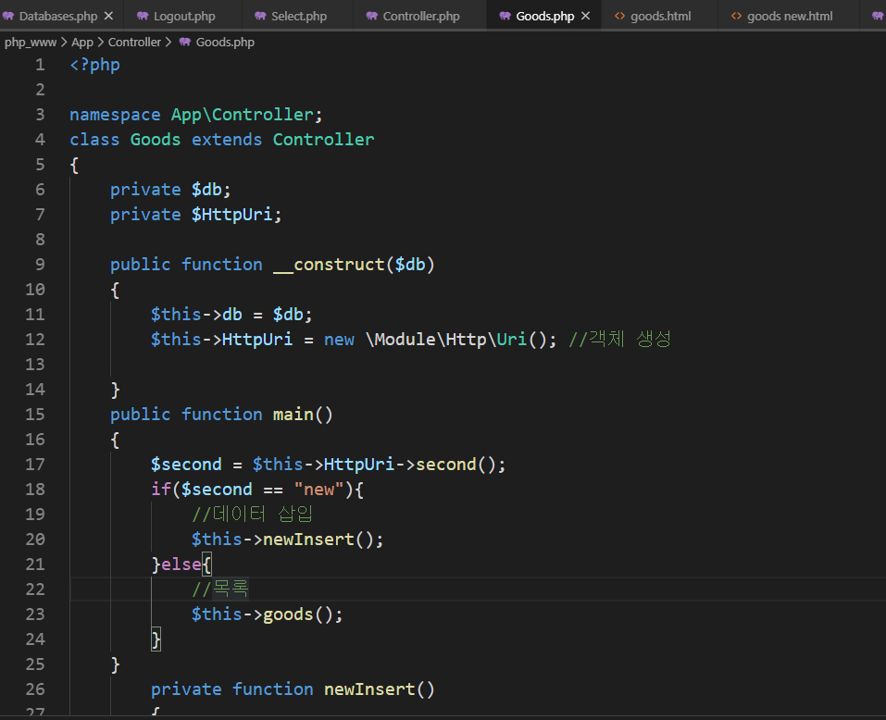 Databases.php Logout.php Select.php Controller.php Goods.php goods.html goods new.html
php_www > App > Controller > Goods.php
1 <?php
2
3 namespace App\Controller;
4 class Goods extends Controller
5 {
6 private $db;
7 private $HttpUri;
8
9 public function __construct($db)
10 {
11 $this->db = $db;
12 $this->HttpUri = new \Module\Http\Uri(); //객체 생성
13
14 }
15 public function main()
16 {
17 $second = $this->HttpUri->second();
18 if($second == "new"){
19 //데이터 삽입
20 $this->newInsert();
21 }else{
22 //목록
23 $this->goods();
24 }
25 }
26 private function newInsert()
27 {